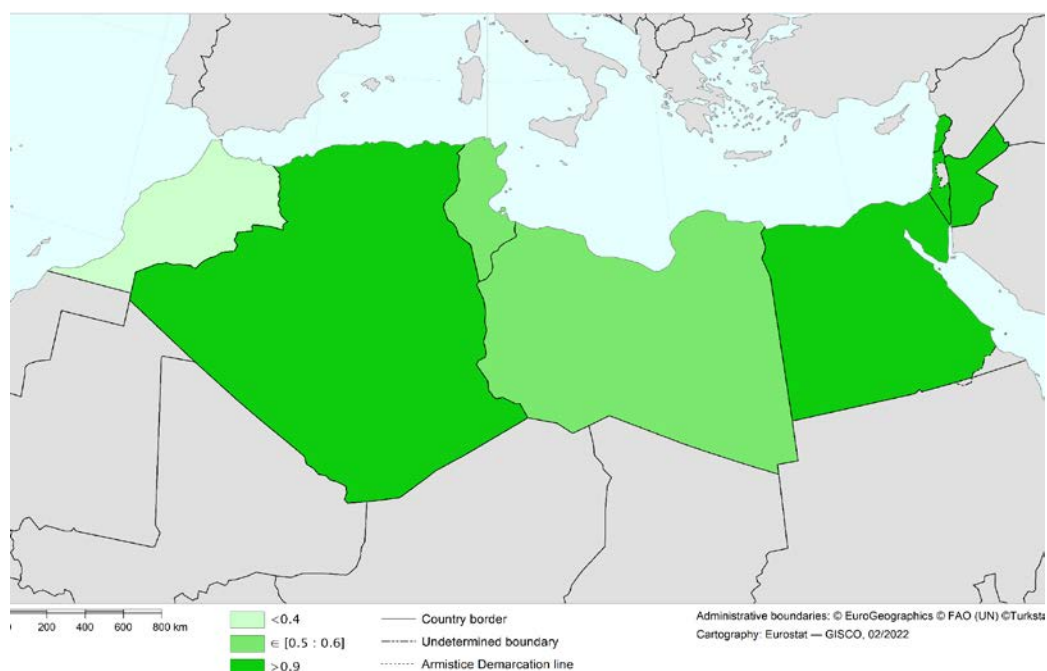 0 200 400 600 800 km
<0.4
∈ [0.5 : 0.6]
>0.9
Country border
Undetermined boundary
Armistice Demarcation line
Administrative boundaries: © EuroGeographics © FAO (UN) ©Turksta
Cartography: Eurostat — GISCO, 02/2022